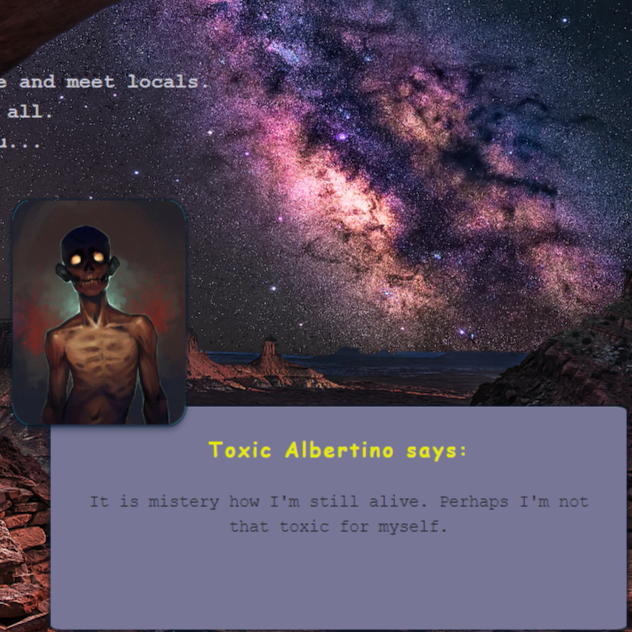 e and meet locals.
all.
u...
Toxic Albertino says:
It is mistery how I'm still alive. Perhaps I'm not
that toxic for myself.